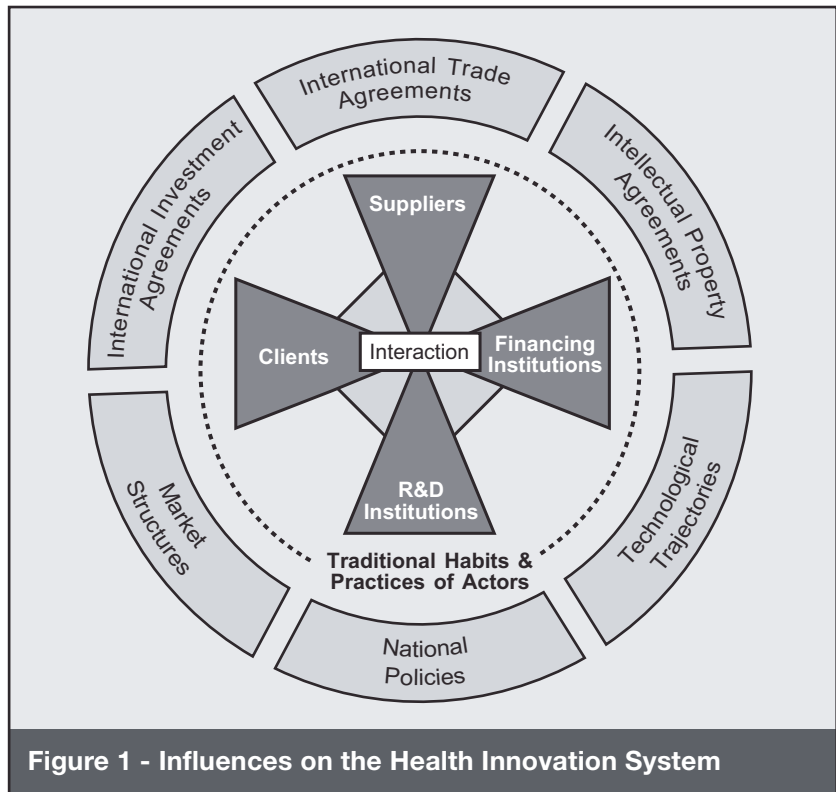 International Trade
Agreements
Intellectual Property
Agreements
International Investment
Agreements
Suppliers
Clients
Interaction
Financing
Institutions
R&D
Institutions
Traditional Habits &
Practices of Actors
Market
Structures
Technological
Trajectories
National
Policies
Figure 1 - Influences on the Health Innovation System